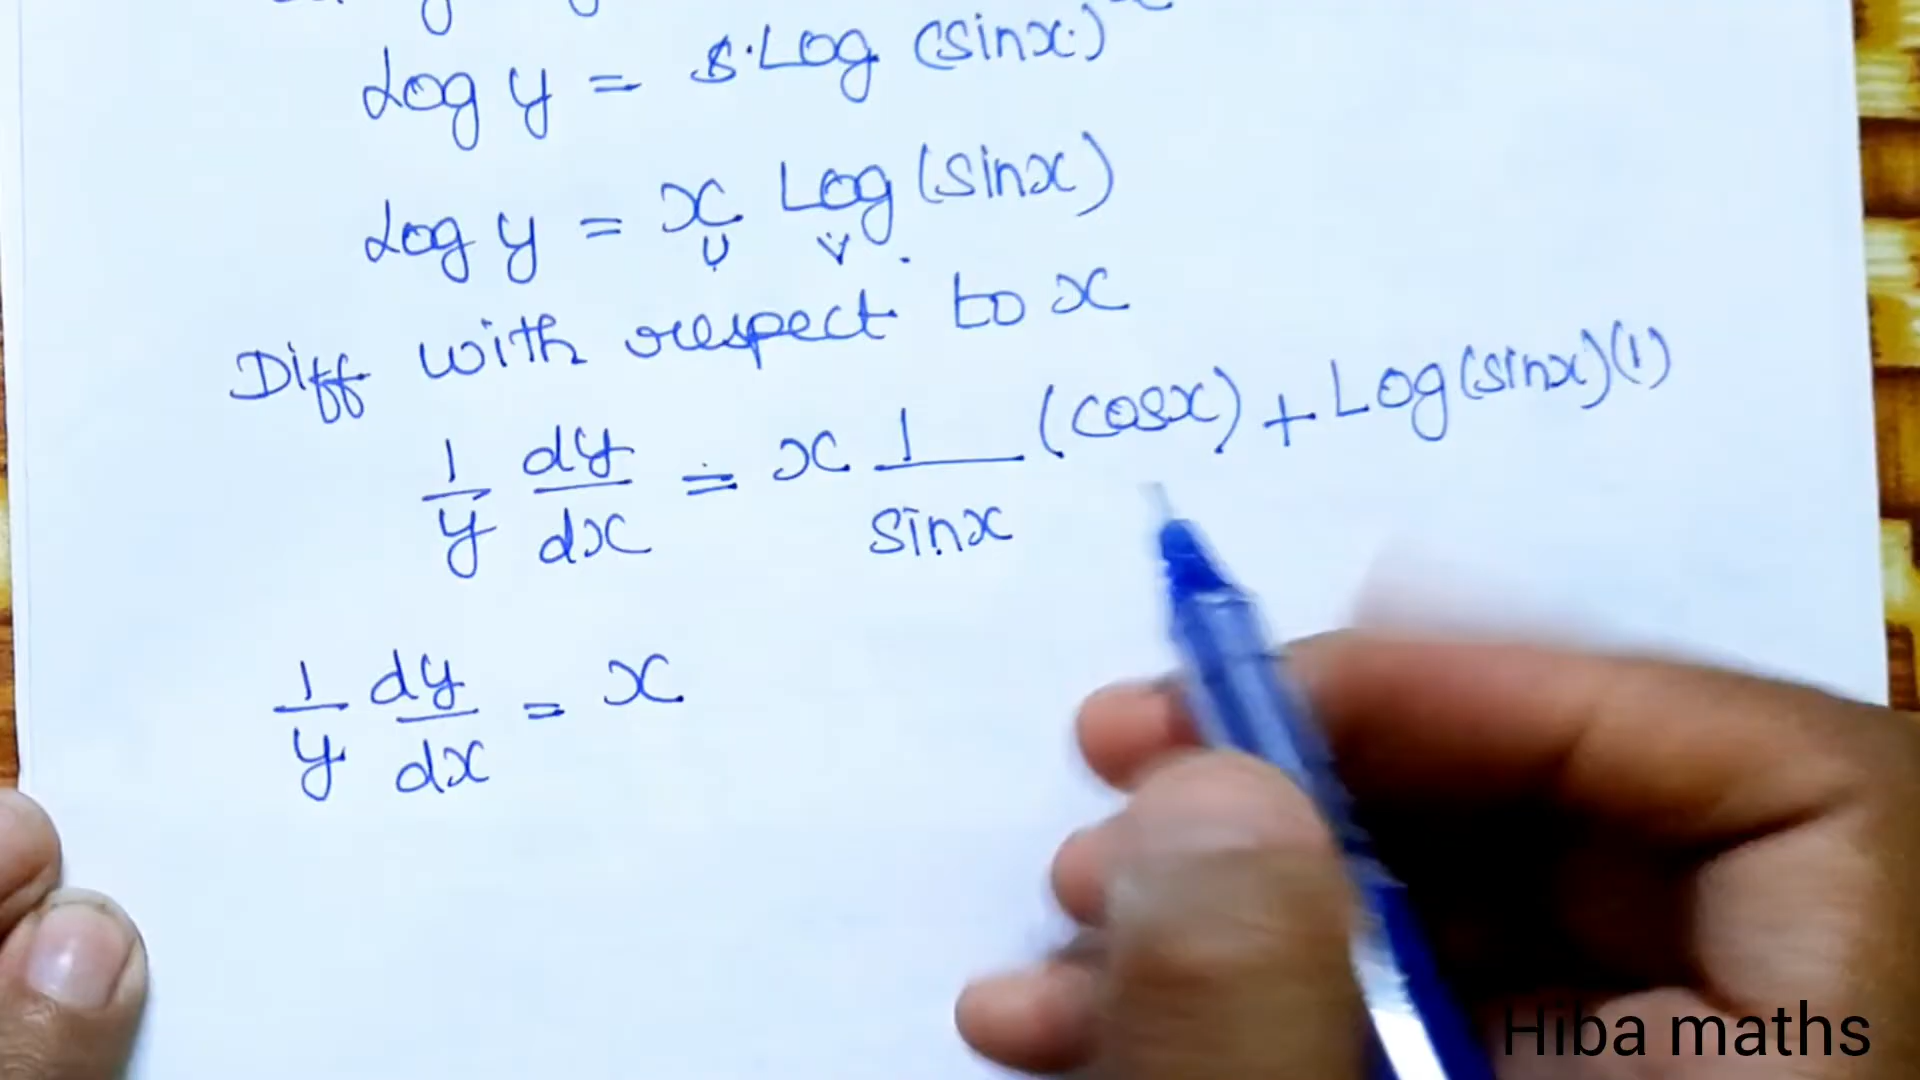 Log y = Log (sinx)
Log y = x Log (sinx)
U V
Diff with respect to x
1/y dy/dx = x 1/sinx (cosx) + Log(sinx)(1)
1/y dy/dx = x
Hiba maths